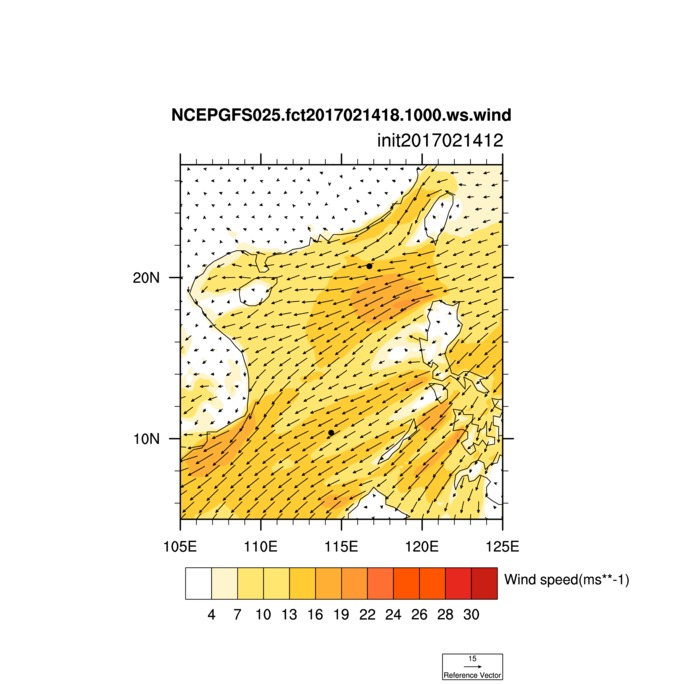 NCEPGFS025.fct2017021418.1000.ws.wind
init2017021412
20N
10N
105E 110E 115E 120E 125E
Wind speed(ms**-1)
4 7 10 13 16 19 22 24 26 28 30
15
Reference Vector